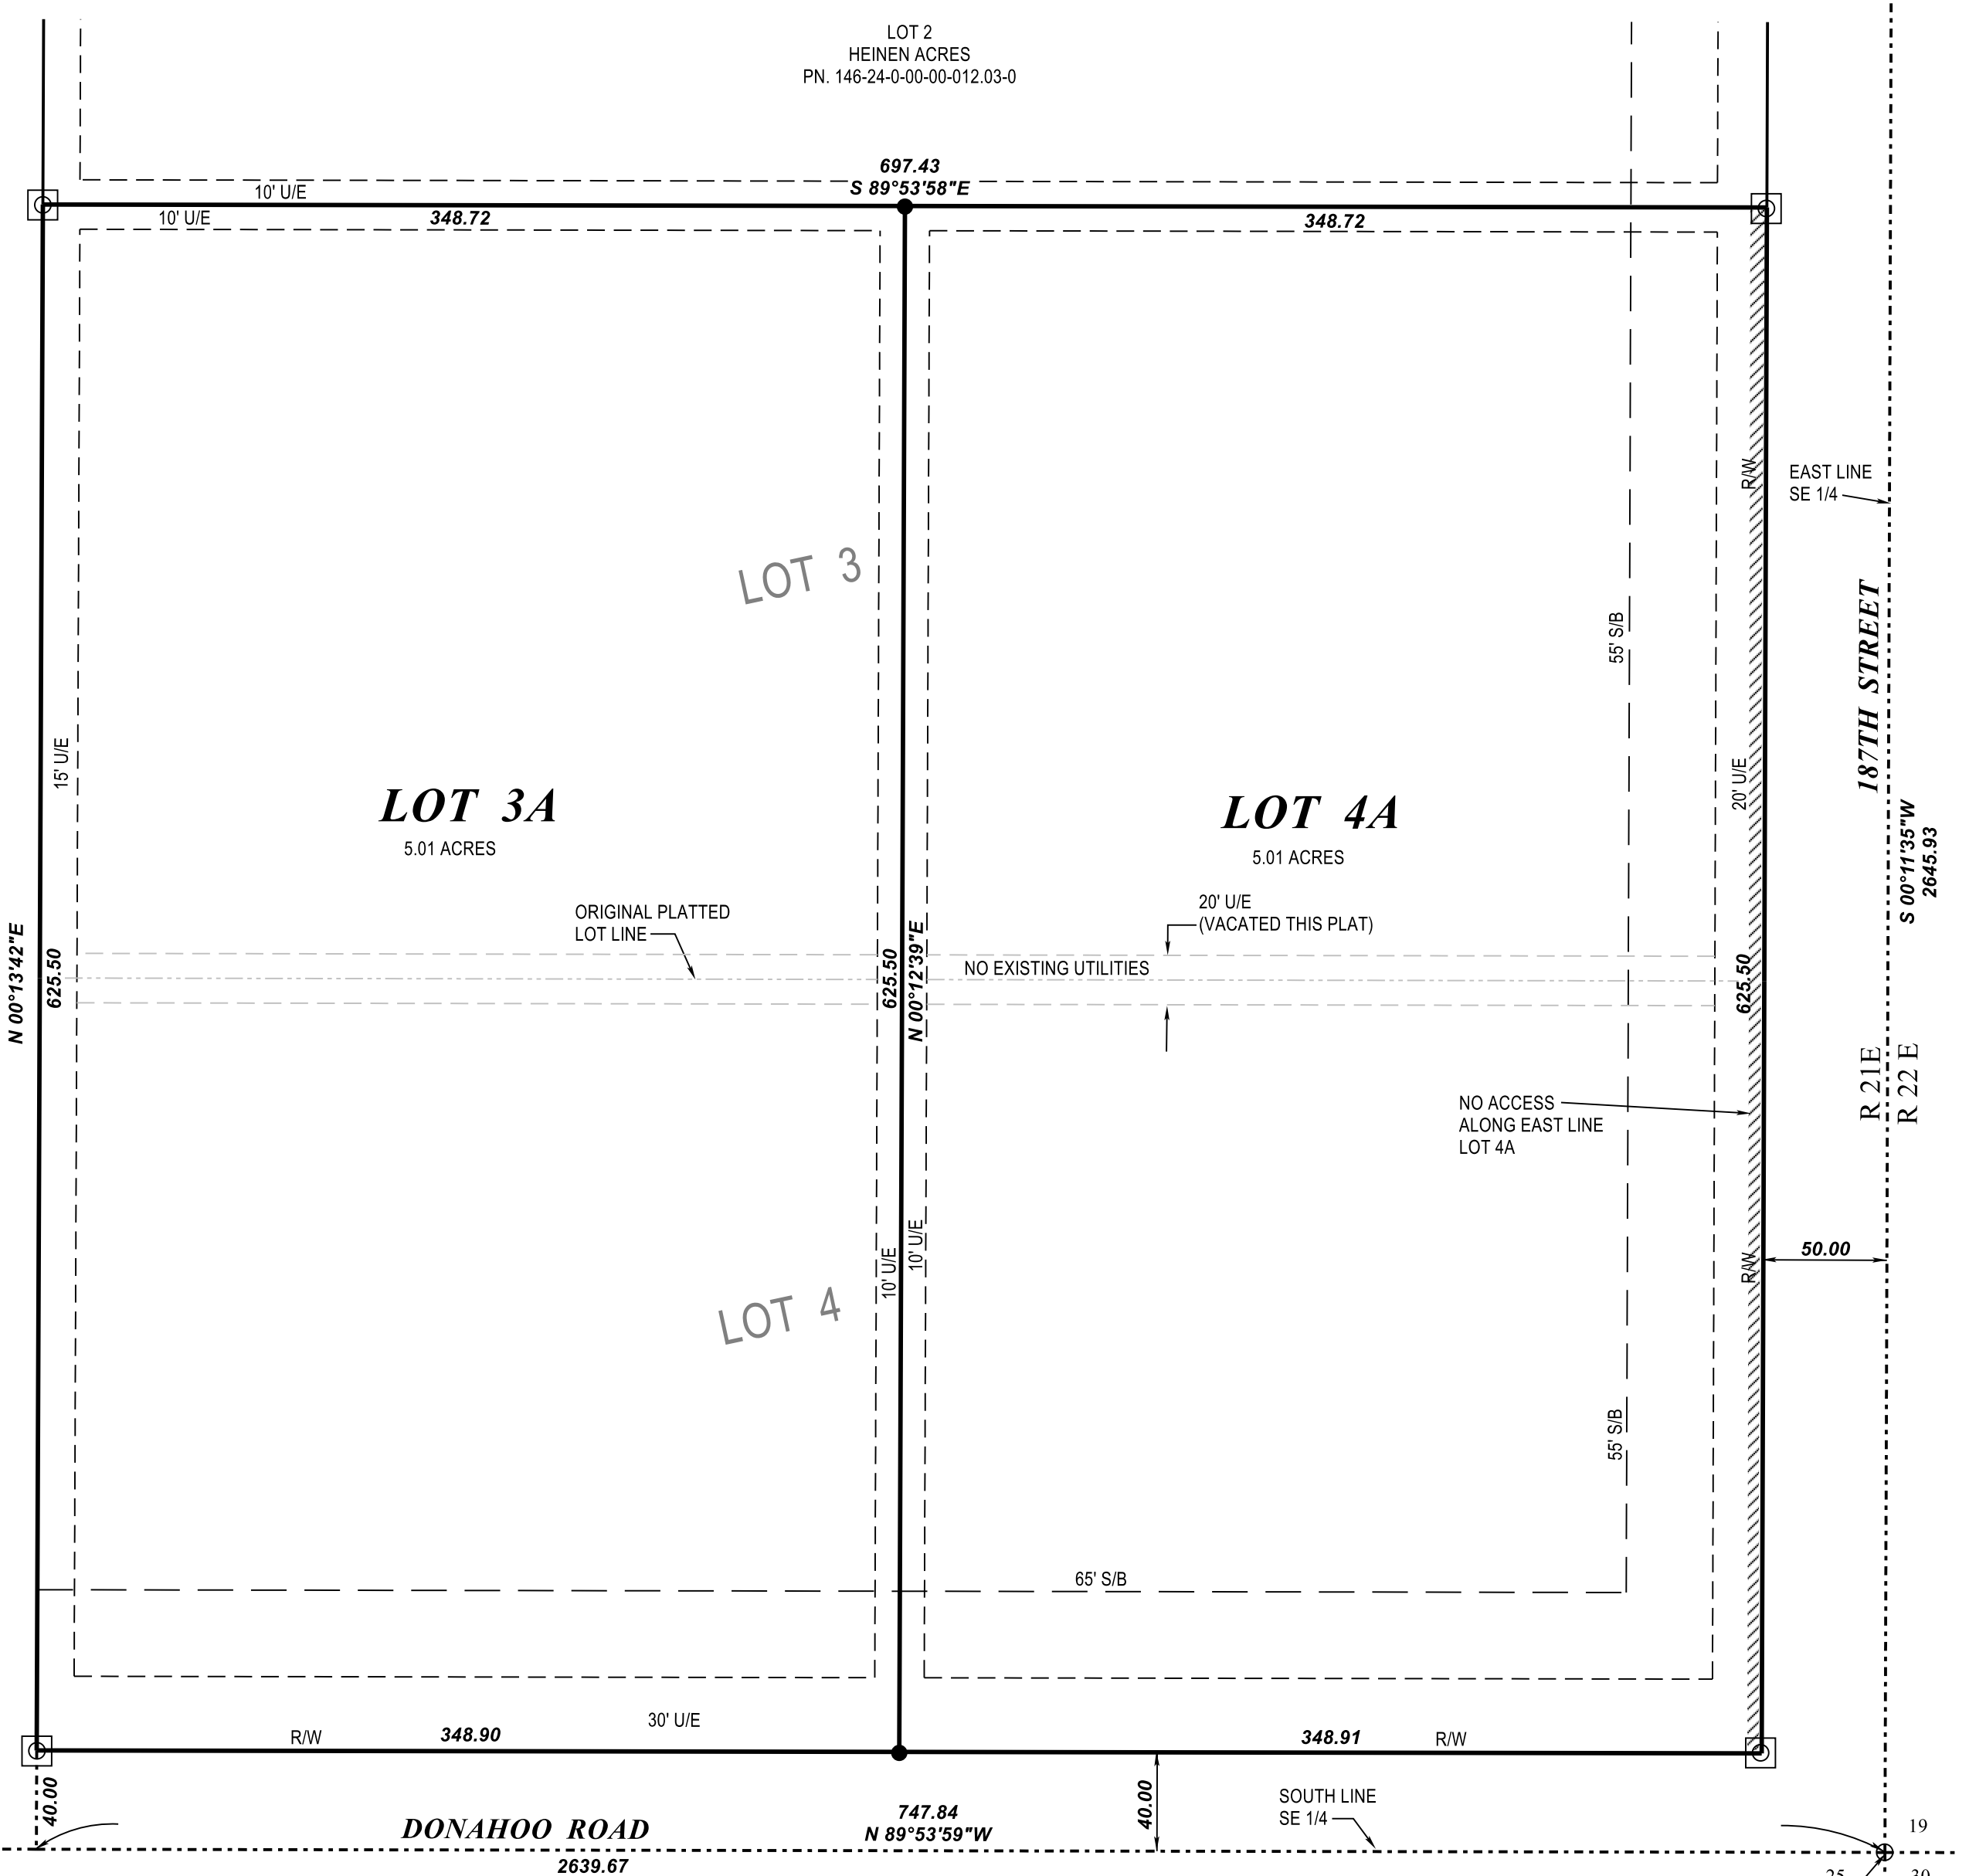 LOT 2
HEINEN ACRES
PN. 146-24-0-00-00-012.03-0
697.43
S 89°53'58"E
10' U/E
10' U/E
348.72
348.72
R/W
EAST LINE
SE 1/4
LOT 3
55' S/B
187TH STREET
15' U/E
20' U/E
LOT 3A
5.01 ACRES
LOT 4A
5.01 ACRES
S 00°11'35"W
2645.93
ORIGINAL PLATTED
LOT LINE
20' U/E
(VACATED THIS PLAT)
NO EXISTING UTILITIES
N 00°13'42"E
625.50
625.50
N 00°12'39"E
625.50
R 21E
R 22 E
NO ACCESS
ALONG EAST LINE
LOT 4A
10' U/E
10' U/E
R/W
50.00
LOT 4
55' S/B
65' S/B
30' U/E
R/W
348.90
348.91
R/W
40.00
40.00
DONAHOO ROAD
747.84
N 89°53'59"W
SOUTH LINE
SE 1/4
2639.67
19
25
30